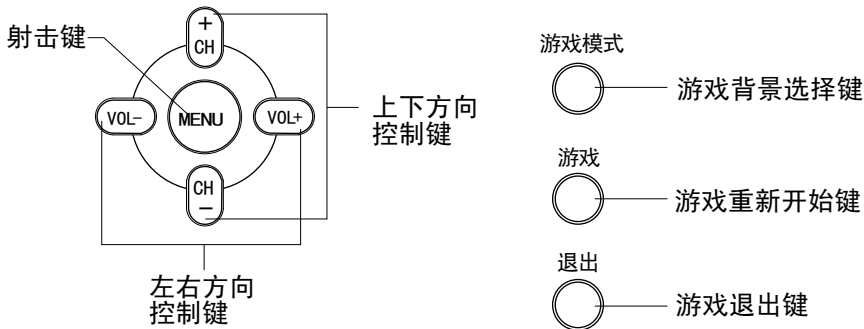 射击键
+
CH
VOL-
MENU
VOL+
CH
-
上下方向
控制键
左右方向
控制键
游戏模式
游戏背景选择键
游戏
游戏重新开始键
退出
游戏退出键